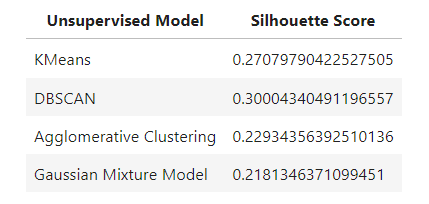 Unsupervised Model Silhouette Score
KMeans 0.27079790422527505
DBSCAN 0.30004340491196557
Agglomerative Clustering 0.22934356392510136
Gaussian Mixture Model 0.2181346371099451